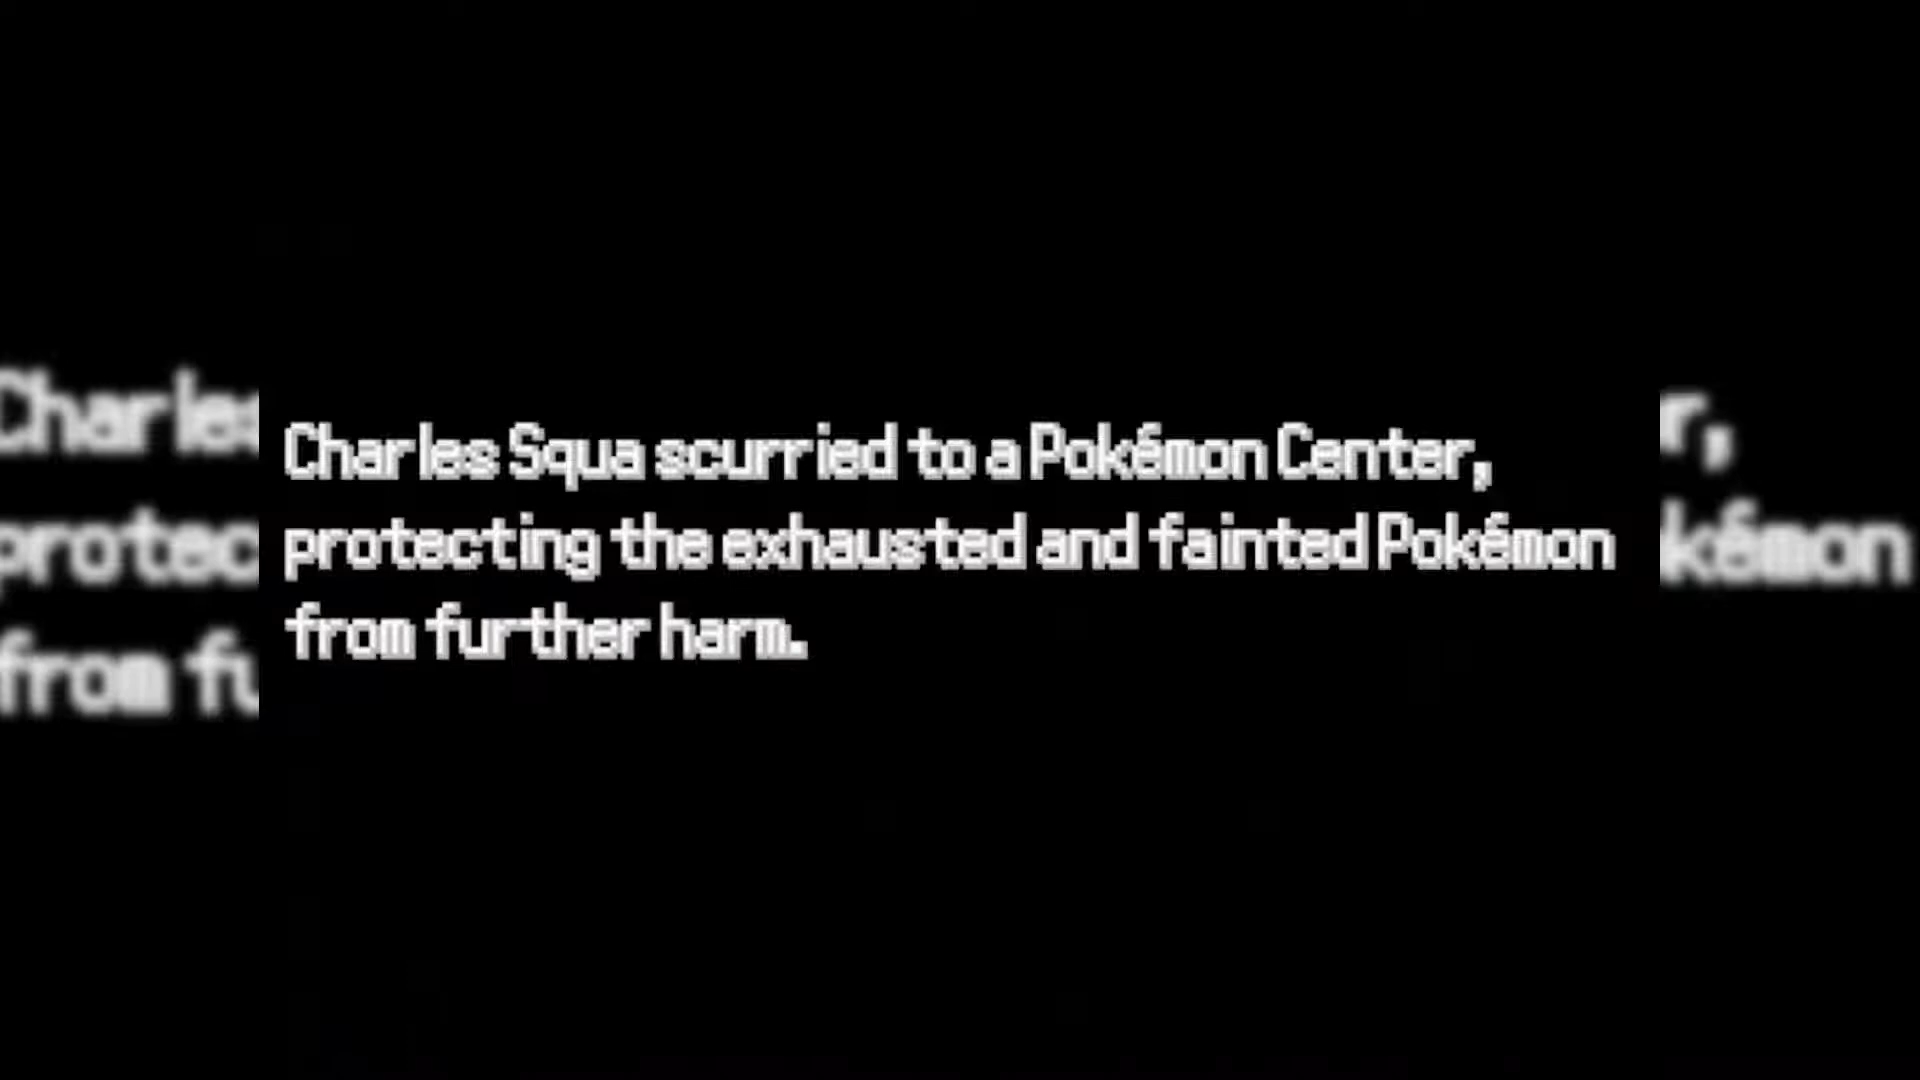 Charles Squa scurried to a Pokémon Center,
protecting the exhausted and fainted Pokémon
from further harm.